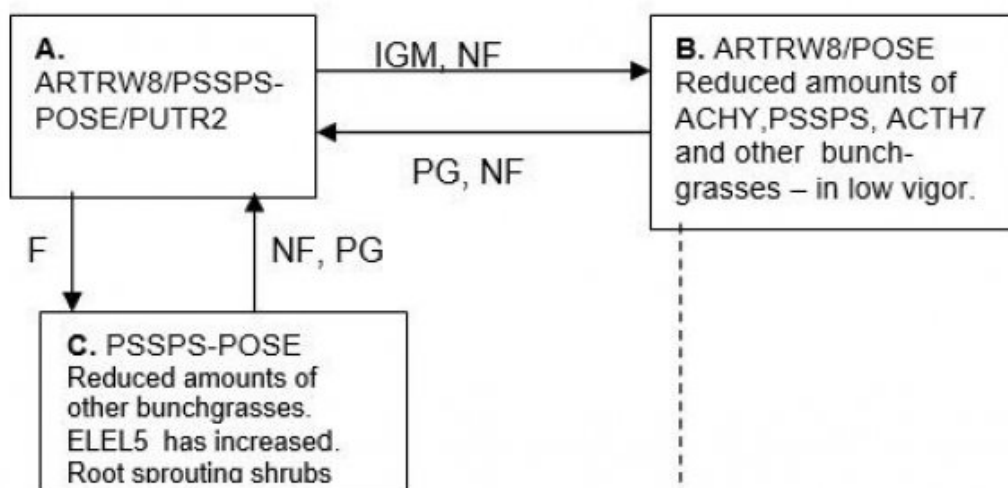 A.
ARTRW8/PSSPS-
POSE/PUTR2
IGM, NF
PG, NF
B. ARTRW8/POSE
Reduced amounts of
ACHY,PSSPS, ACTH7
and other bunch-
grasses – in low vigor.
F
NF, PG
C. PSSPS-POSE
Reduced amounts of
other bunchgrasses.
ELEL5 has increased.
Root sprouting shrubs